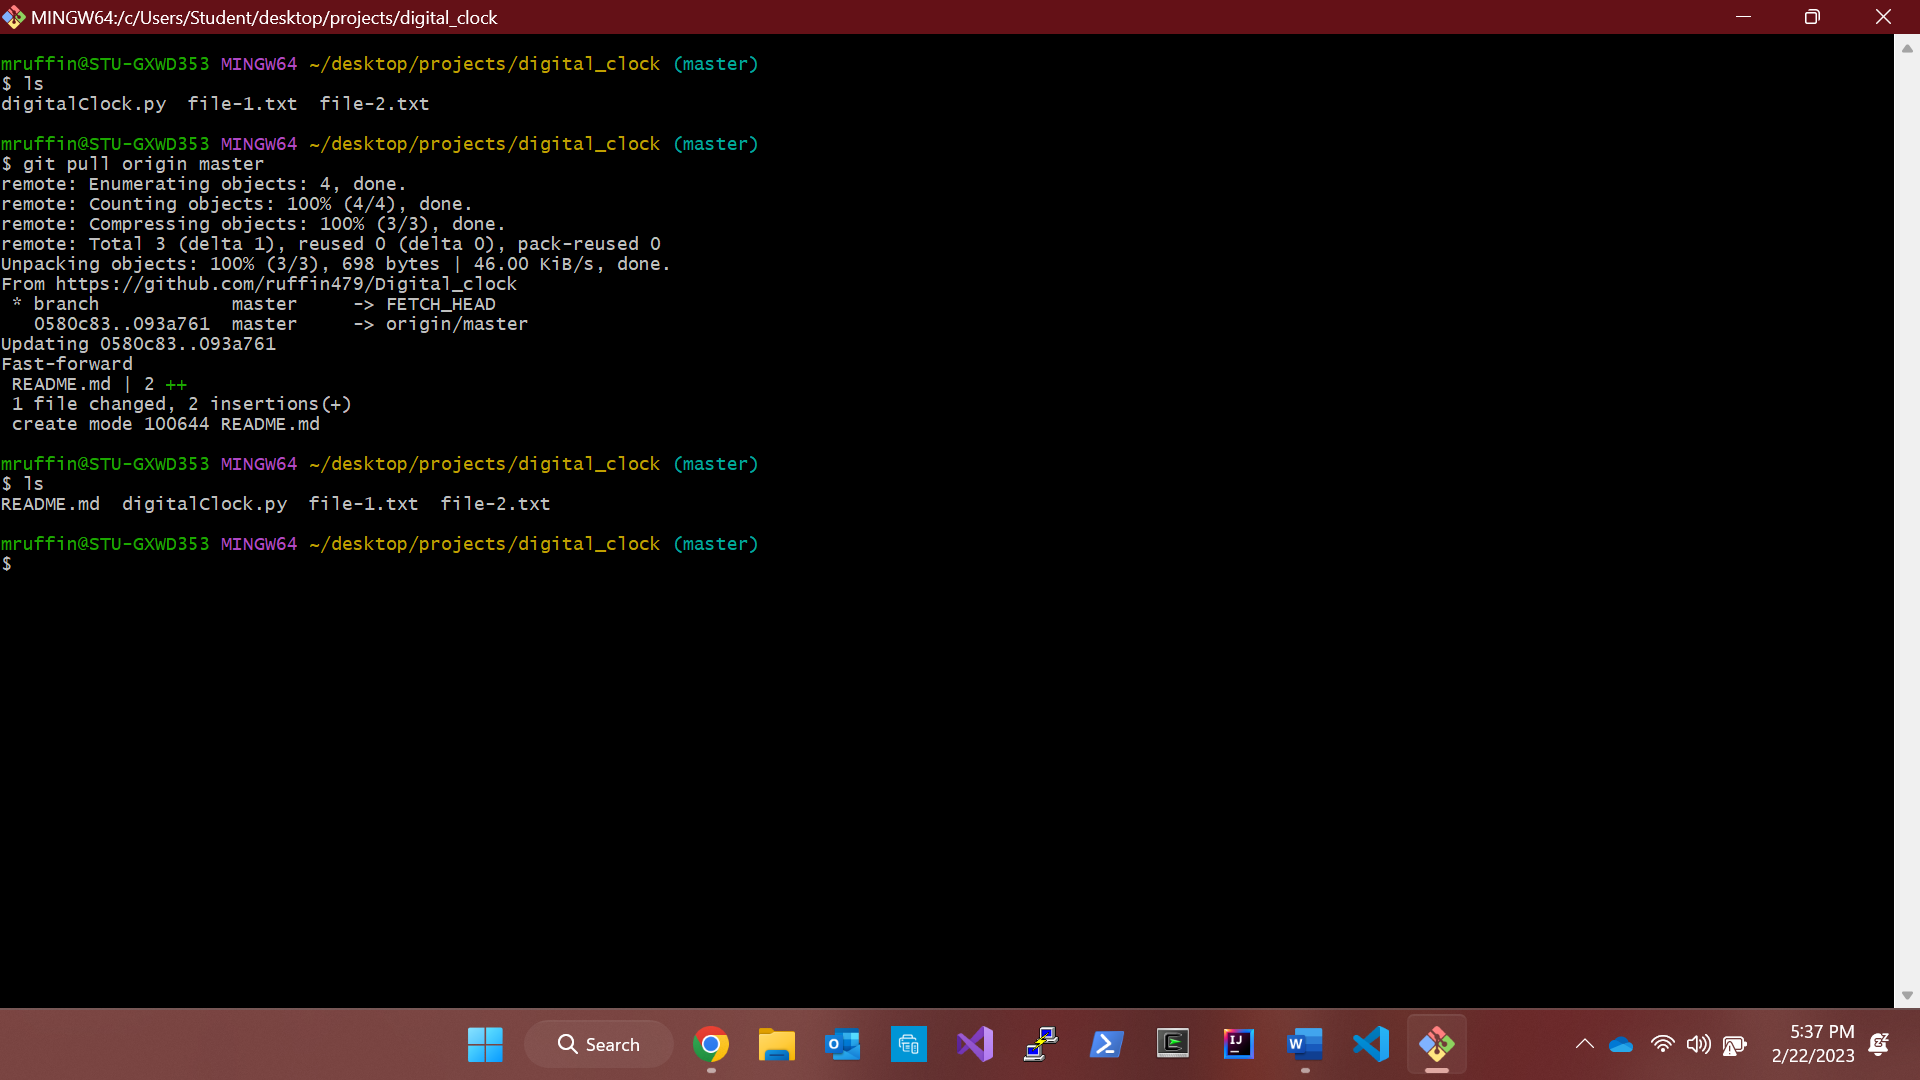 MINGW64:/c/Users/Student/desktop/projects/digital_clock
mruffin@STU-GXWD353 MINGW64 ~/desktop/projects/digital_clock (master)
$ ls
digitalClock.py  file-1.txt  file-2.txt
mruffin@STU-GXWD353 MINGW64 ~/desktop/projects/digital_clock (master)
$ git pull origin master
remote: Enumerating objects: 4, done.
remote: Counting objects: 100% (4/4), done.
remote: Compressing objects: 100% (3/3), done.
remote: Total 3 (delta 1), reused 0 (delta 0), pack-reused 0
Unpacking objects: 100% (3/3), 698 bytes | 46.00 KiB/s, done.
From https://github.com/ruffin479/Digital_clock
 * branch            master     -> FETCH_HEAD
   0580c83..093a761  master     -> origin/master
Updating 0580c83..093a761
Fast-forward
 README.md | 2 ++
 1 file changed, 2 insertions(+)
 create mode 100644 README.md
mruffin@STU-GXWD353 MINGW64 ~/desktop/projects/digital_clock (master)
$ ls
README.md  digitalClock.py  file-1.txt  file-2.txt
mruffin@STU-GXWD353 MINGW64 ~/desktop/projects/digital_clock (master)
$
Search
5:37 PM
2/22/2023